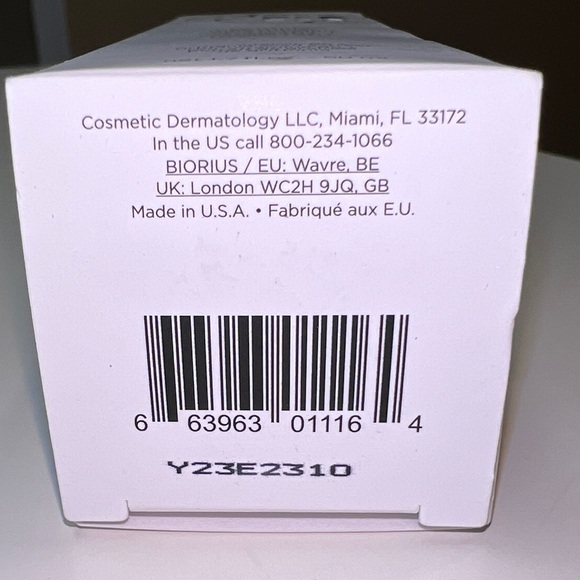 Cosmetic Dermatology LLC, Miami, FL 33172
In the US call 800-234-1066
BIORIUS / EU: Wavre, BE
UK: London WC2H 9JQ, GB
Made in U.S.A. • Fabriqué aux E.U.
6 63963 01116 4
Y23E2310